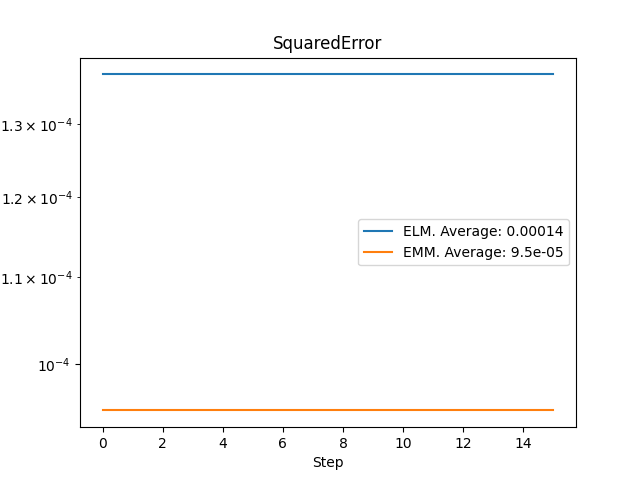 SquaredError
1.3 × 10⁻⁴
1.2 × 10⁻⁴
1.1 × 10⁻⁴
10⁻⁴
ELM. Average: 0.00014
EMM. Average: 9.5e-05
0 2 4 6 8 10 12 14
Step